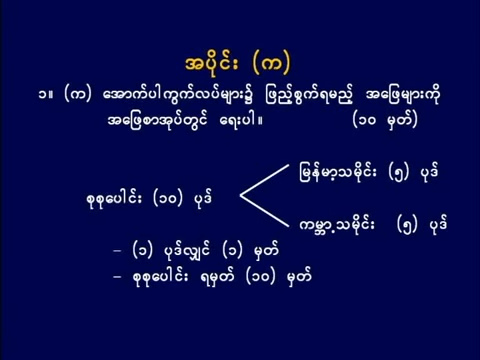 အပိုင်း (က)
၁။ (က) အောက်ပါကွက်လပ်များ၌ ဖြည့်စွက်ရမည့် အဖြေများကို
အဖြေစာအုပ်တွင် ရေးပါ။ (၁၀ မှတ်)
မြန်မာ့သမိုင်း (၅) ပုဒ်
စုစုပေါင်း (၁၀) ပုဒ်
ကမ္ဘာ့သမိုင်း (၅) ပုဒ်
– (၁) ပုဒ်လျှင် (၁) မှတ်
– စုစုပေါင်း ရမှတ် (၁၀) မှတ်